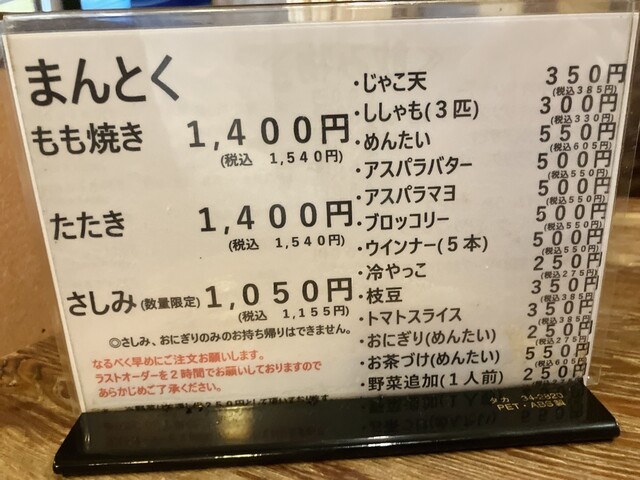 まんとく
もも焼き 1,400円
(税込 1,540円)
たたき 1,400円
(税込 1,540円)
さしみ(数量限定) 1,050円
(税込 1,155円)
◎さしみ、おにぎりのみのお持ち帰りはできません。
なるべく早めにご注文お願いします。
ラストオーダーを2時間でお願いしておりますので
あらかじめご了承ください。
・じゃこ天 350円
(税込385円)
・ししゃも(3匹) 300円
(税込330円)
・めんたい 550円
(税込605円)
・アスパラバター 500円
(税込550円)
・アスパラマヨ 500円
(税込550円)
・ブロッコリー 500円
(税込550円)
・ウインナー(5本) 500円
(税込550円)
・冷やっこ 250円
(税込275円)
・枝豆 350円
(税込385円)
・トマトスライス 350円
(税込385円)
・おにぎり(めんたい) 250円
(税込275円)
・お茶づけ(めんたい) 550円
(税込605円)
・野菜追加(1人前) 250円